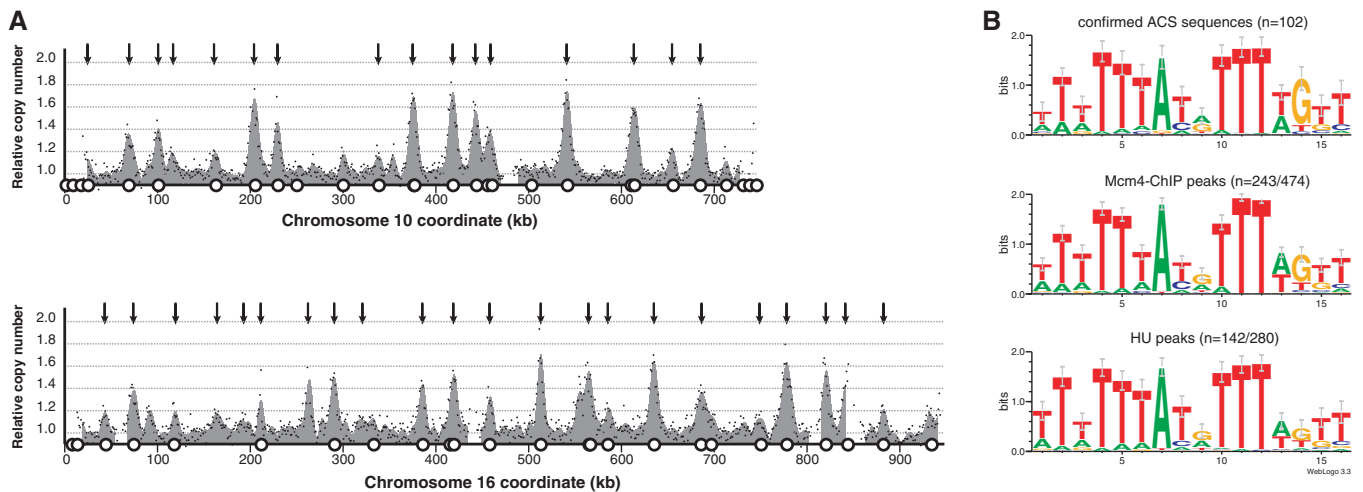 A
Relative copy number
2.0
1.8
1.6
1.4
1.2
1.0
0 100 200 300 400 500 600 700
Chromosome 10 coordinate (kb)
Relative copy number
2.0
1.8
1.6
1.4
1.2
1.0
0 100 200 300 400 500 600 700 800 900
Chromosome 16 coordinate (kb)
B
confirmed ACS sequences (n=102)
bits
2.0
1.0
0.0
5 10 15
Mcm4-ChIP peaks (n=243/474)
bits
2.0
1.0
0.0
5 10 15
HU peaks (n=142/280)
bits
2.0
1.0
0.0
5 10 15
WebLogo 3.3